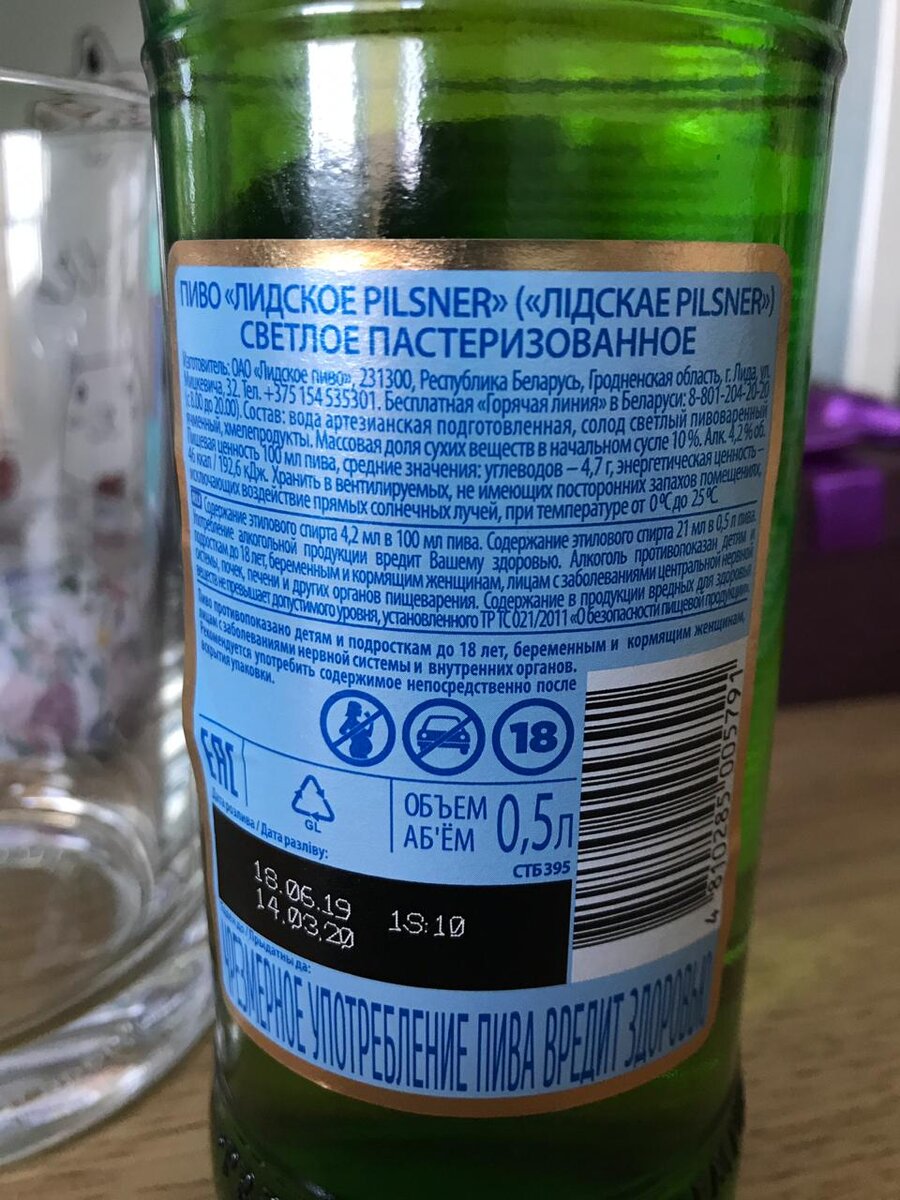 ПИВО «ЛИДСКОЕ PILSNER» («ЛІДСКАЕ PILSNER»)
СВЕТЛОЕ ПАСТЕРИЗОВАННОЕ
Изготовитель: ОАО «Лидское пиво», 231300, Республика Беларусь, Гродненская область, г. Лида, ул.
Мицкевича, 32. Тел. +375 154 535301. Бесплатная «Горячая линия» в Беларуси: 8-801-204-20-20
(с 8.00 до 20.00). Состав: вода артезианская подготовленная, солод светлый пивоваренный
ячменный, хмелепродукты. Массовая доля сухих веществ в начальном сусле 10 %. Алк. 4,2 % об.
Пищевая ценность 100 мл пива, средние значения: углеводов – 4,7 г, энергетическая ценность –
46 ккал / 192,6 кДж. Хранить в вентилируемых, не имеющих посторонних запахов помещениях,
исключающих воздействие прямых солнечных лучей, при температуре от 0 °С до 25 °С
Содержание этилового спирта 4,2 мл в 100 мл пива. Содержание этилового спирта 21 мл в 0,5 л пива.
Употребление алкогольной продукции вредит Вашему здоровью. Алкоголь противопоказан детям и
подросткам до 18 лет, беременным и кормящим женщинам, лицам с заболеваниями центральной нервной
системы, почек, печени и других органов пищеварения. Содержание в продукции вредных для здоровья
веществ не превышает допустимого уровня, установленного ТР ТС 021/2011 «О безопасности пищевой продукции».
Пиво противопоказано детям и подросткам до 18 лет, беременным и кормящим женщинам,
лицам с заболеваниями нервной системы и внутренних органов.
Рекомендуется употребить содержимое непосредственно после
вскрытия упаковки.
18
EAC
GL
ОБЪЕМ
АБ'ЁМ
0,5л
СТБ 395
Дата розлива / Дата разліву:
18.06.19
14.03.20
18:10
Годен до / Прыдатны да:
4 810285 005791
ЧРЕЗМЕРНОЕ УПОТРЕБЛЕНИЕ ПИВА ВРЕДИТ ЗДОРОВЬЮ